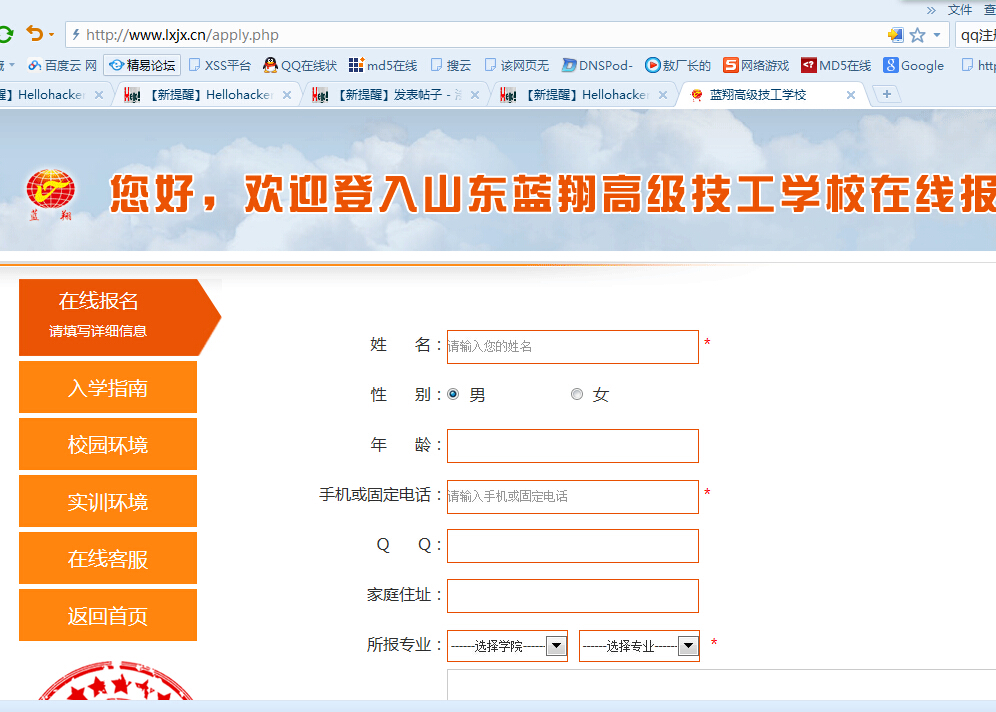 » 文件 查
http://www.lxjx.cn/apply.php
qq注
百度云 网 精易论坛 XSS平台 QQ在线状 md5在线 搜云 该网页无 DNSPod- 敖厂长的 网络游戏 MD5在线 Google http
】Hellohacke 【新提醒】Hellohacke 【新提醒】发表帖子 - 【新提醒】Hellohacke 蓝翔高级技工学校
蓝 翔
您好，欢迎登入山东蓝翔高级技工学校在线报
在线报名
请填写详细信息
入学指南
校园环境
实训环境
在线客服
返回首页
姓 名：请输入您的姓名 *
性 别： 男 女
年 龄：
手机或固定电话：请输入手机或固定电话 *
Q Q：
家庭住址：
所报专业：------选择学院------ ------选择专业------ *